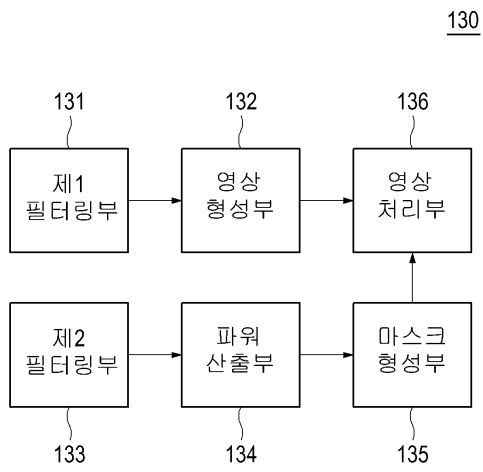 130
131
132
136
제1
필터링부
영상
형성부
영상
처리부
제2
필터링부
파워
산출부
마스크
형성부
133
134
135